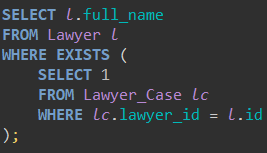 SELECT l.full_name
FROM Lawyer l
WHERE EXISTS (
    SELECT 1
    FROM Lawyer_Case lc
    WHERE lc.lawyer_id = l.id
);